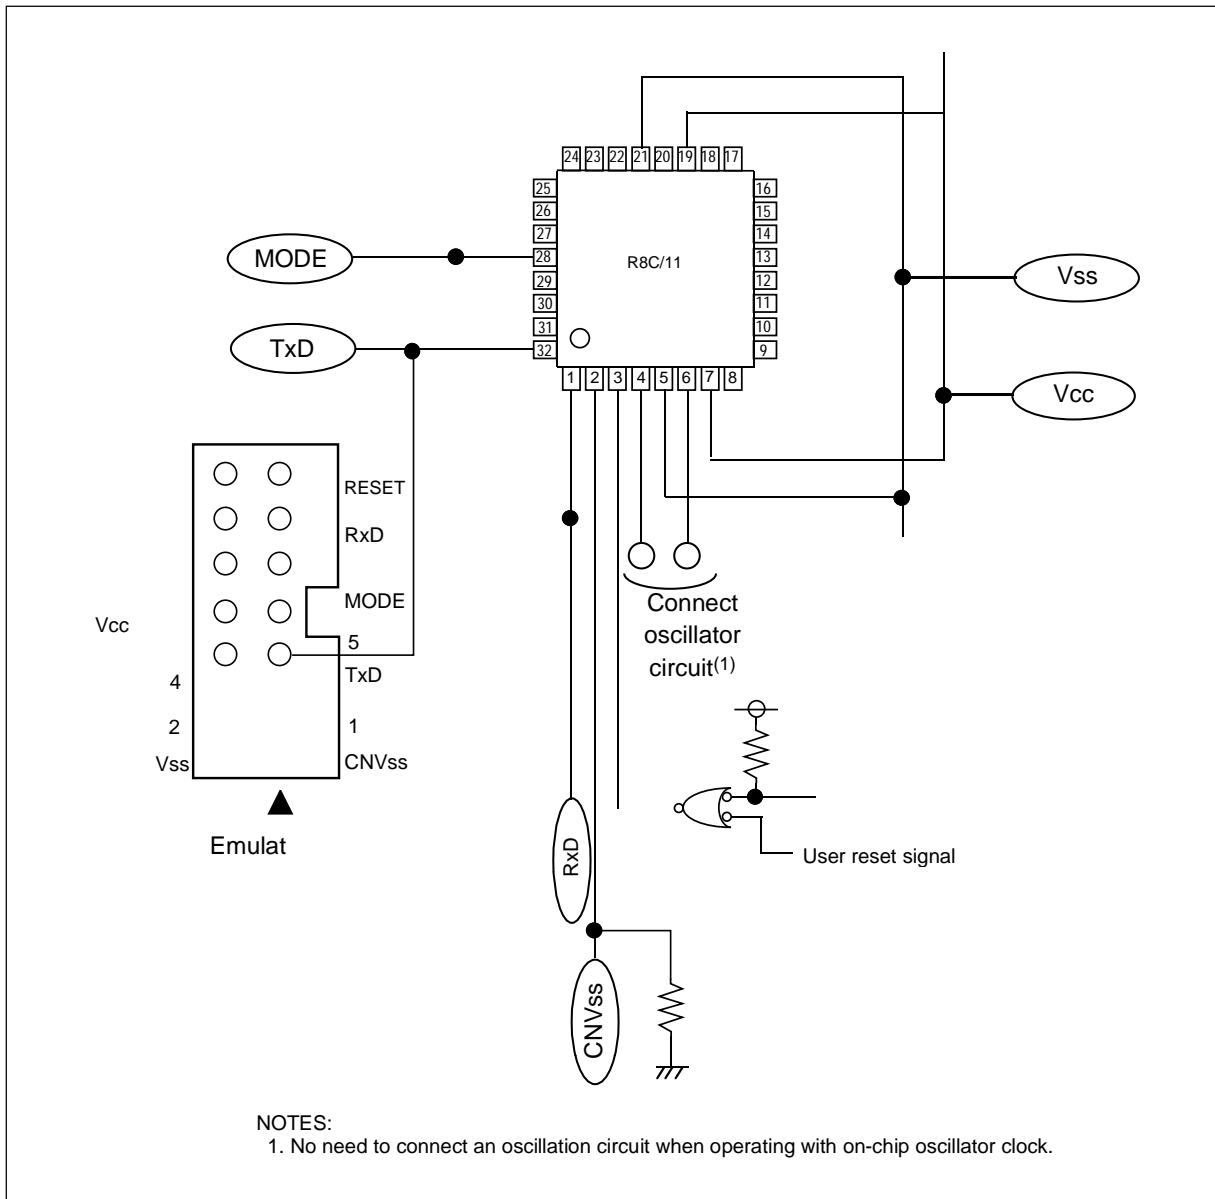 24 23 22 21 20 19 18 17
25 16
26 15
27 14
MODE 28 R8C/11 13
29 12 Vss
30 11
31 10
TxD 32 9
1 2 3 4 5 6 7 8
Vcc
RESET
RxD
MODE
Vcc
5
TxD
4
2 1
Vss CNVss
Emulat
Connect
oscillator
circuit(1)
User reset signal
RxD
CNVss
NOTES:
1. No need to connect an oscillation circuit when operating with on-chip oscillator clock.